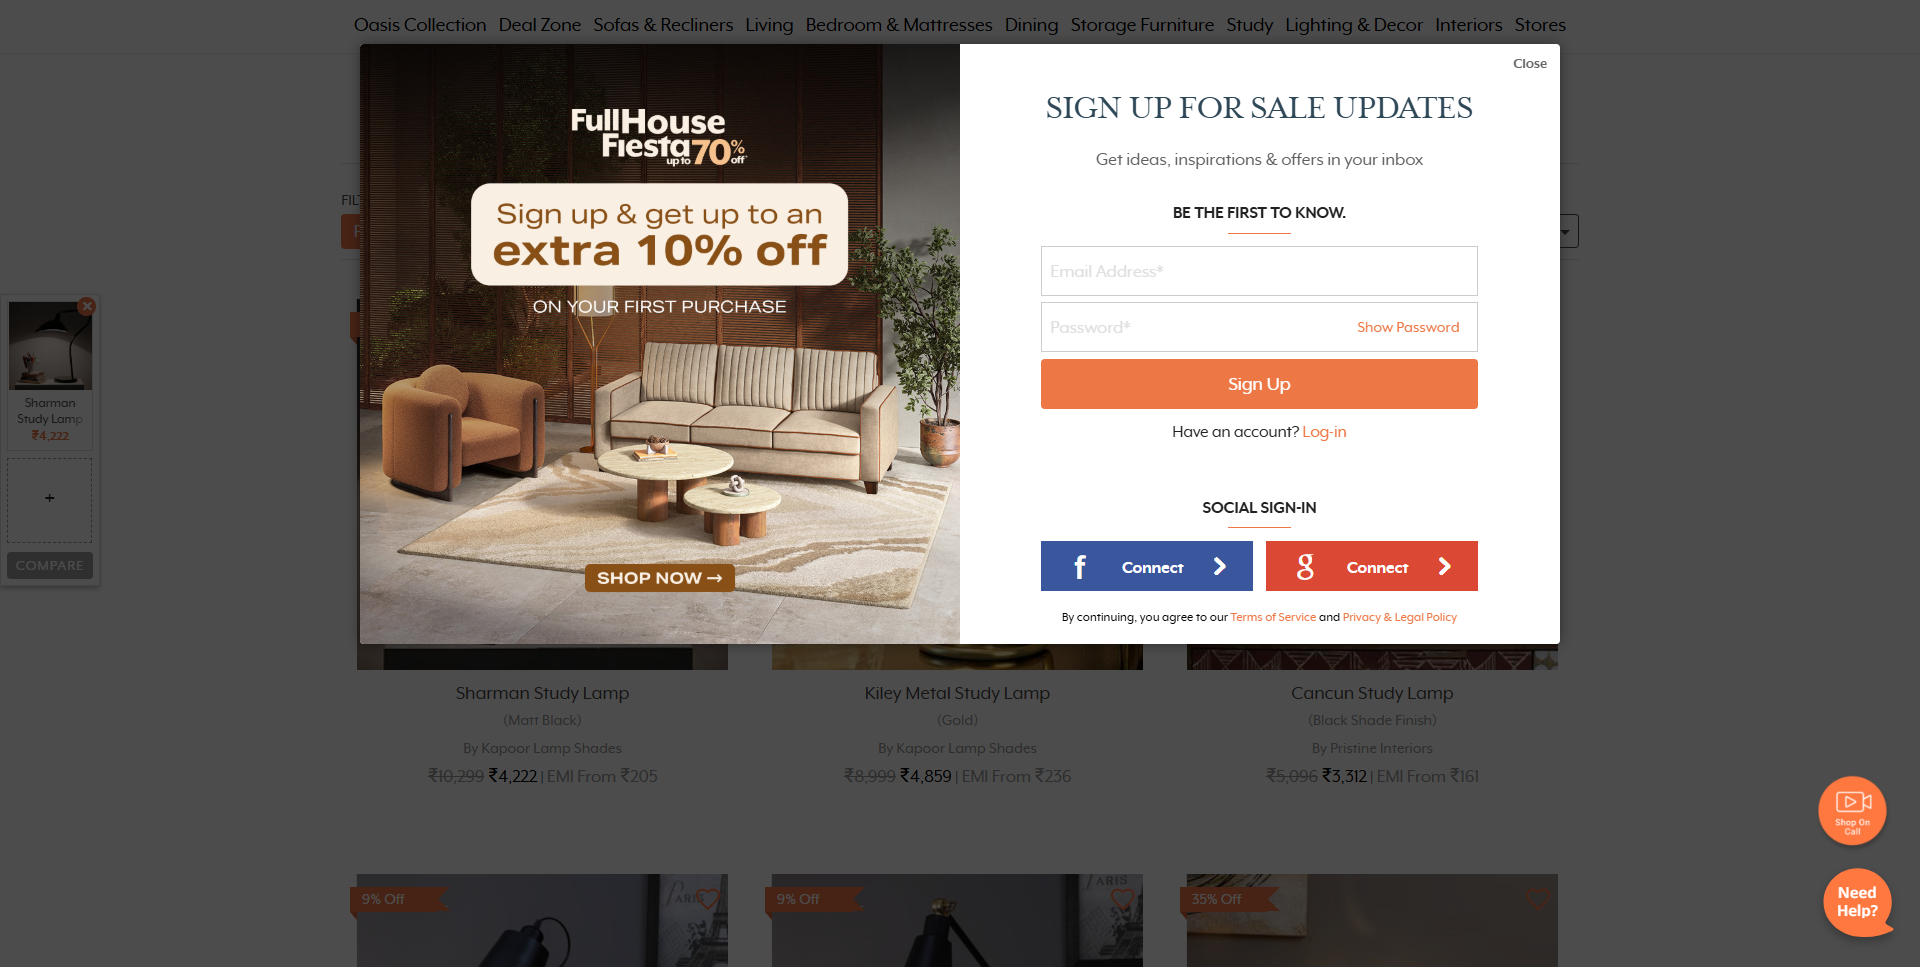 Oasis Collection Deal Zone Sofas & Recliners Living Bedroom & Mattresses Dining Storage Furniture Study Lighting & Decor Interiors Stores
Close
FullHouse
Fiesta
up to 70% off
Sign up & get up to an
extra 10% off
ON YOUR FIRST PURCHASE
SHOP NOW →
SIGN UP FOR SALE UPDATES
Get ideas, inspirations & offers in your inbox
BE THE FIRST TO KNOW.
Email Address*
Password* Show Password
Sign Up
Have an account? Log-in
SOCIAL SIGN-IN
f Connect
g Connect
By continuing, you agree to our Terms of Service and Privacy & Legal Policy
Sharman
Study Lamp
₹4,222
+
COMPARE
Sharman Study Lamp
(Matt Black)
By Kapoor Lamp Shades
₹10,299 ₹4,222 | EMI From ₹205
Kiley Metal Study Lamp
(Gold)
By Kapoor Lamp Shades
₹8,999 ₹4,859 | EMI From ₹236
Cancun Study Lamp
(Black Shade Finish)
By Pristine Interiors
₹5,096 ₹3,312 | EMI From ₹161
9% Off
9% Off
PARIS
35% Off
Shop On
Call
Need
Help?